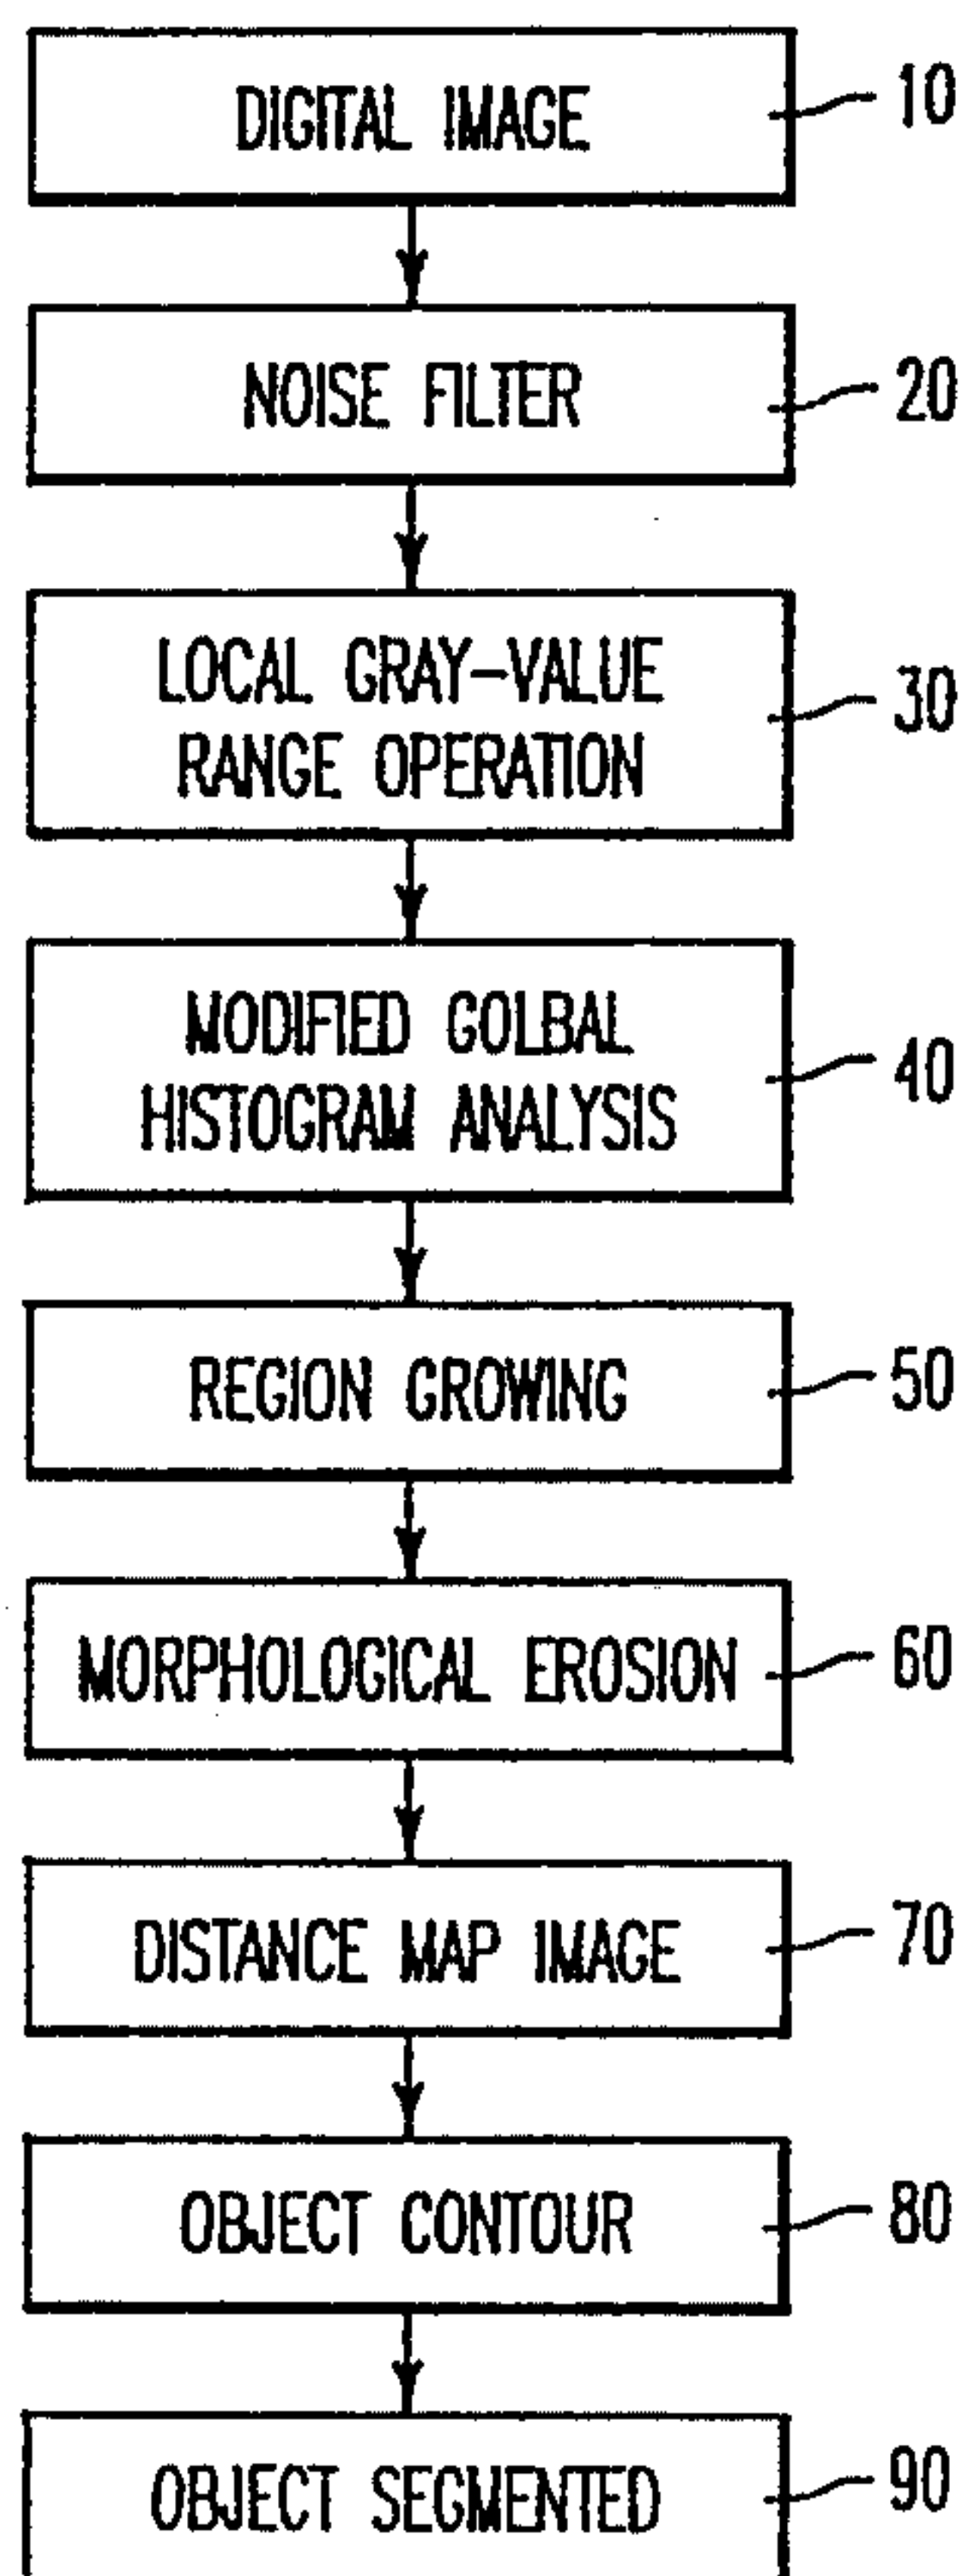 DIGITAL IMAGE
10
NOISE FILTER
20
LOCAL GRAY-VALUE
RANGE OPERATION
30
MODIFIED GOLBAL
HISTOGRAM ANALYSIS
40
REGION GROWING
50
MORPHOLOGICAL EROSION
60
DISTANCE MAP IMAGE
70
OBJECT CONTOUR
80
OBJECT SEGMENTED
90